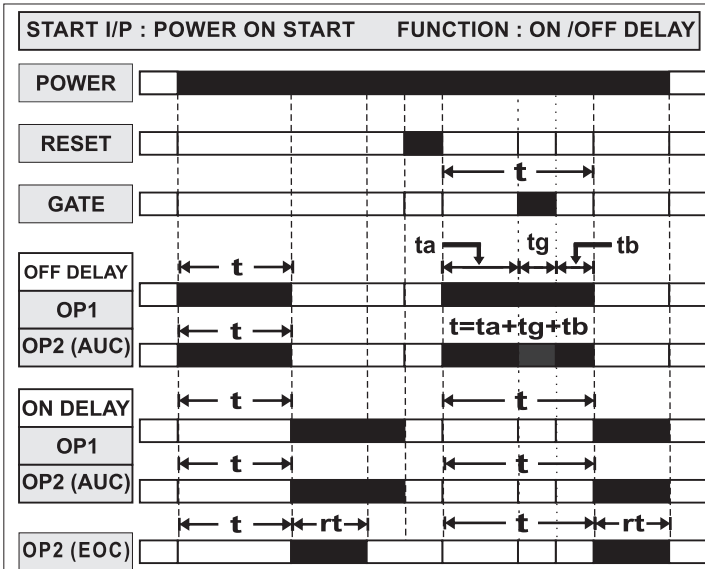 START I/P : POWER ON START FUNCTION : ON /OFF DELAY
POWER
RESET
t
GATE
ta tg tb
OFF DELAY t
OP1
t t=ta+tg+tb
OP2 (AUC)
ON DELAY t t
OP1
t t
OP2 (AUC)
t rt t rt
OP2 (EOC)